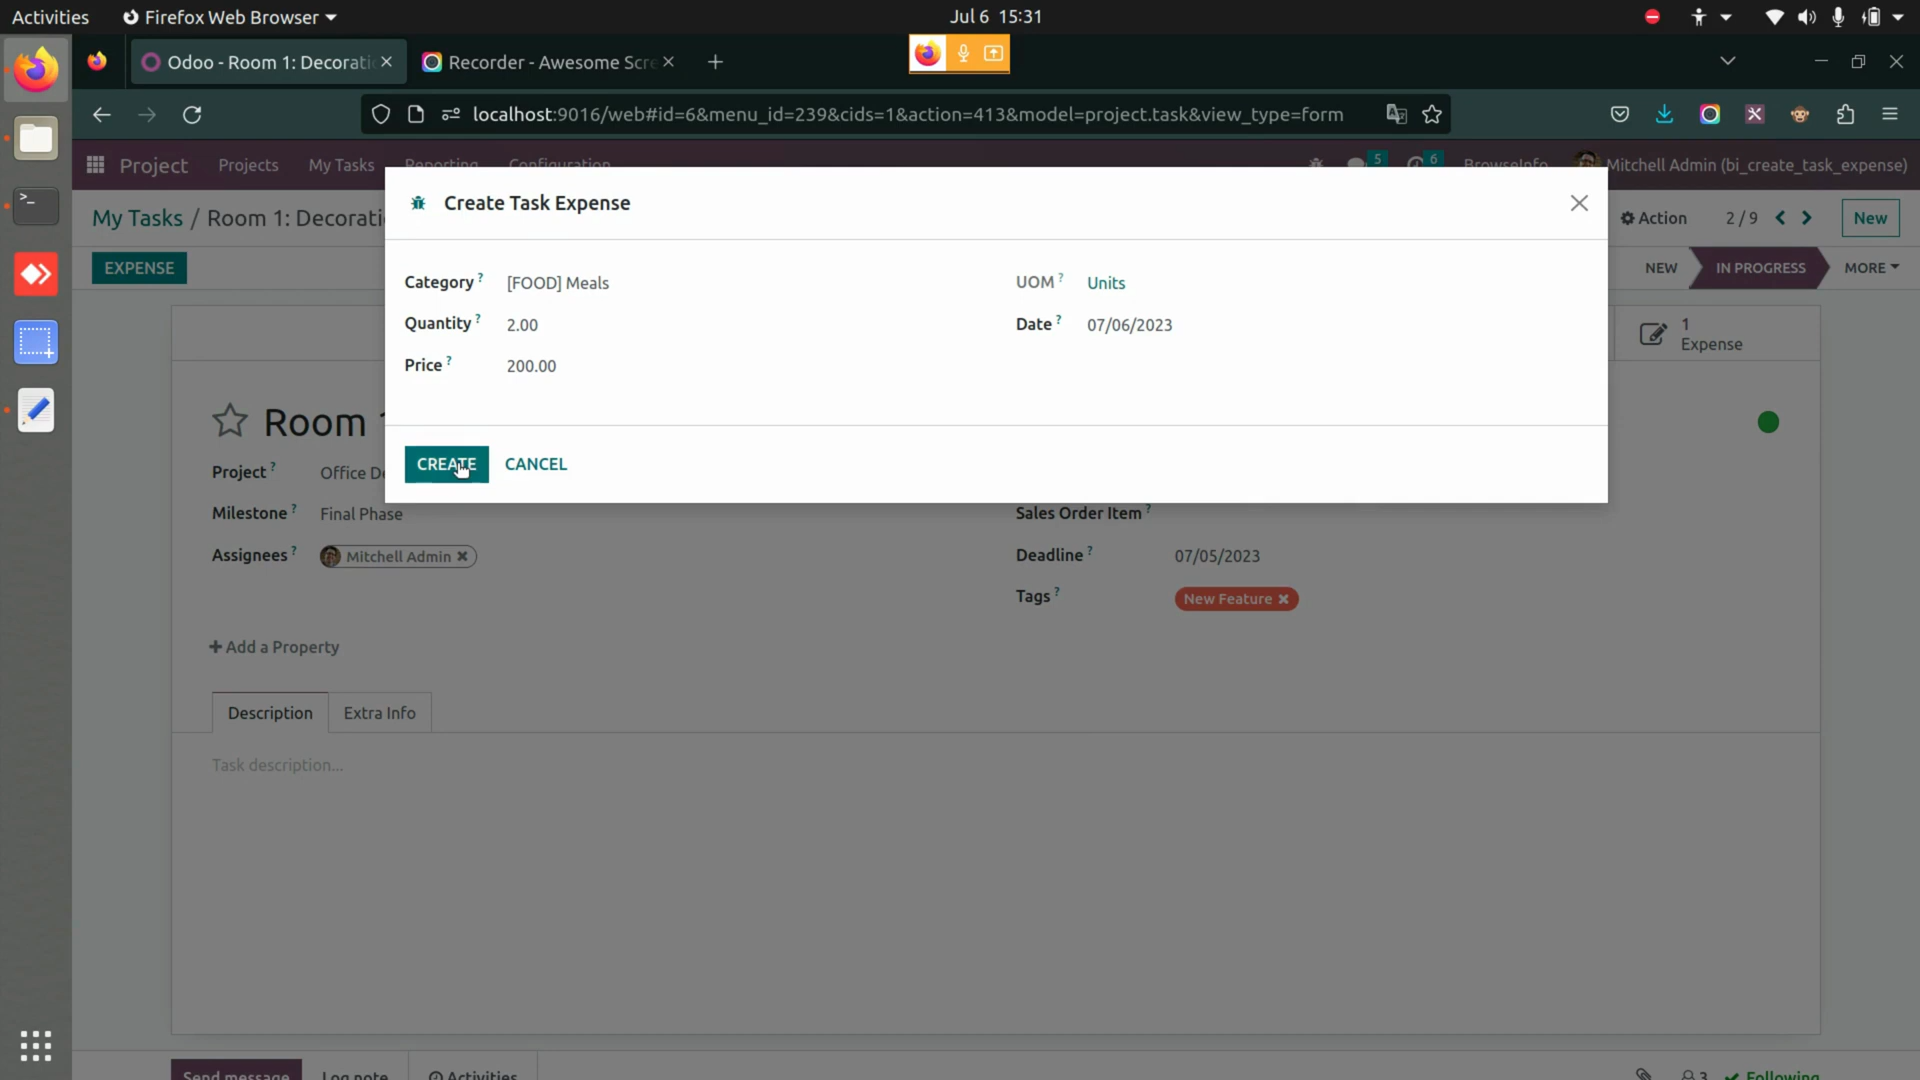 Activities Firefox Web Browser Jul 6 15:31
Odoo - Room 1: Decorati Recorder - Awesome Scre
localhost:9016/web#id=6&menu_id=239&cids=1&action=413&model=project.task&view_type=form
Project Projects My Tasks Reporting Configuration 5 6 BrowseInfo Mitchell Admin (bi_create_task_expense)
Create Task Expense
My Tasks / Room 1: Decorati Action 2 / 9 New
EXPENSE NEW IN PROGRESS MORE
Category ? [FOOD] Meals UOM ? Units
Quantity ? 2.00 Date ? 07/06/2023
1
Expense
Price ? 200.00
Room 1
CREATE CANCEL
Project ? Office De
Milestone ? Final Phase Sales Order Item ?
Assignees ? Mitchell Admin Deadline ? 07/05/2023
Tags ? New Feature
Add a Property
Description Extra Info
Task description...
Send message Log note Activities 3 Following